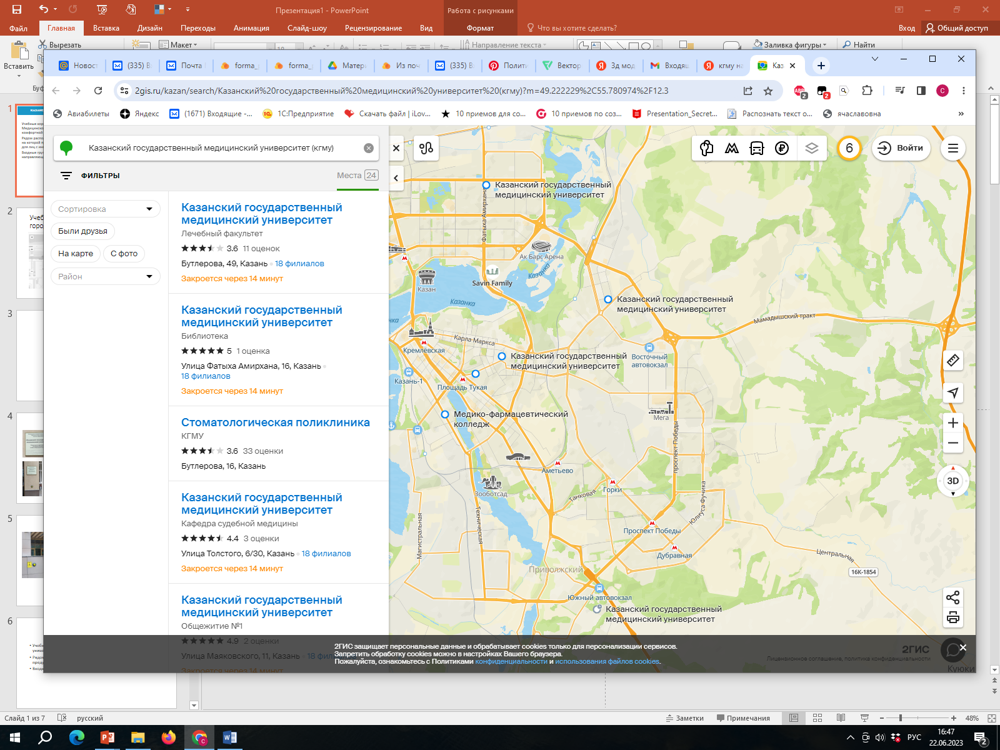 Презентация1 - PowerPoint
Работа с рисунками
Файл
Главная
Вставка
Дизайн
Переходы
Анимация
Слайд-шоу
Рецензирование
Вид
Формат
Что вы хотите сделать?
Вход
Общий доступ
Вставить
Вырезать
Макет
Направление текста
Заливка фигуры
Найти
Новост
(335) В
Почта
forma_
forma_
Матери
Из поч
(335) В
Полити
Вектор
3д мод
Входящ
кгму на
Каз
2gis.ru/kazan/search/Казанский%20государственный%20медицинский%20университет%20(кгму)?m=49.222229%2C55.780974%2F12.3
Авиабилеты
Яндекс
(1671) Входящие -...
1С:Предприятие
Скачать файл | iLov...
10 приемов для со...
10 приемов по соз...
Presentation_Secret...
Распознать текст о...
ячаславовна
Казанский государственный медицинский университет (кгму)
ФИЛЬТРЫ
Места 24
Сортировка
Были друзья
На карте
С фото
Район
Казанский государственный
медицинский университет
Лечебный факультет
3.6 11 оценок
Бутлерова, 49, Казань 18 филиалов
Закроется через 14 минут
Казанский государственный
медицинский университет
Библиотека
5 1 оценка
Улица Фатыха Амирхана, 16, Казань
18 филиалов
Закроется через 14 минут
Стоматологическая поликлиника
КГМУ
3.6 33 оценки
Бутлерова, 16, Казань
Казанский государственный
медицинский университет
Кафедра судебной медицины
4.4 3 оценки
Улица Толстого, 6/30, Казань 18 филиалов
Закроется через 14 минут
Казанский государственный
медицинский университет
Общежитие №1
4.9 2 оценки
Улица Маяковского, 11, Казань
Закроется через 14 минут
6
Войти
Казанский государственный
медицинский университет
Фатыха Амирхана
Ак Барс Арена
Казанка
Savin Family
Казан
Казанка
Казанский государственный
медицинский университет
Мамадышский тракт
Карла Маркса
Кремлёвская
Казанский государственный
медицинский университет
Восточный
автовокзал
Казань-1
Площадь Тукая
Медико-фармацевтический
колледж
Мега
проспект Победы
Аметьево
Горки
Зооботсад
Танковая
Техническая
Магистральная
Юлиуса Фучика
Проспект Победы
Дубравная
Центральная
16К-1854
Приволжский
Южный автовокзал
Казанский государственный
медицинский университет
3D
2ГИС защищает персональные данные и обрабатывает cookies только для персонализации сервисов.
Запретить обработку cookies можно в настройках Вашего браузера.
Пожалуйста, ознакомьтесь с Политиками конфиденциальности и использования файлов cookies.
2ГИС
Лицензионное соглашение, политика конфиденциальности
Куюки
1
2
3
4
5
6
Слайд 1 из 7
русский
Заметки
Примечания
48%
РУС
16:47
22.06.2023
2